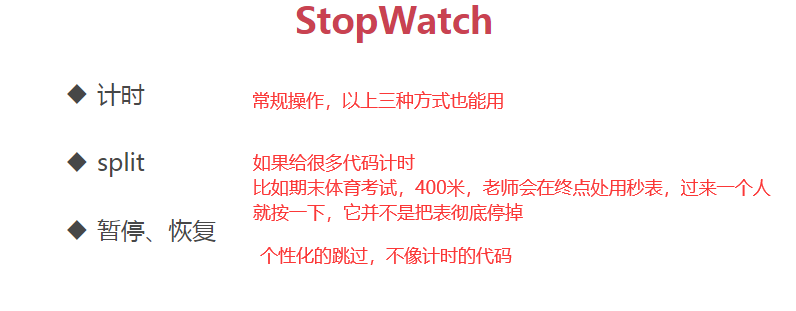 StopWatch
◆ 计时
常规操作，以上三种方式也能用
◆ split
如果给很多代码计时
比如期末体育考试，400米，老师会在终点处用秒表，过来一个人
就按一下，它并不是把表彻底停掉
◆ 暂停、恢复
个性化的跳过，不像计时的代码